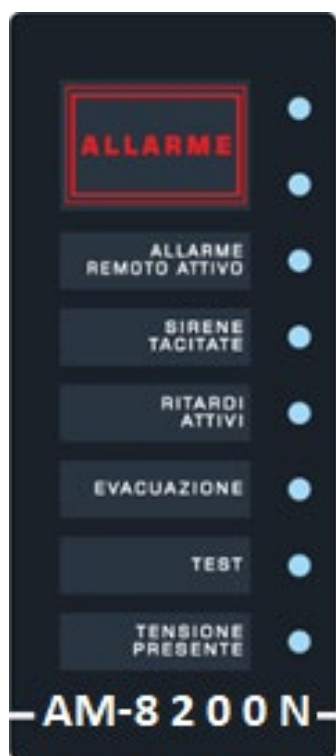 ALLARME
ALLARME
REMOTO ATTIVO
SIRENE
TACITATE
RITARDI
ATTIVI
EVACUAZIONE
TEST
TENSIONE
PRESENTE
AM-8200N